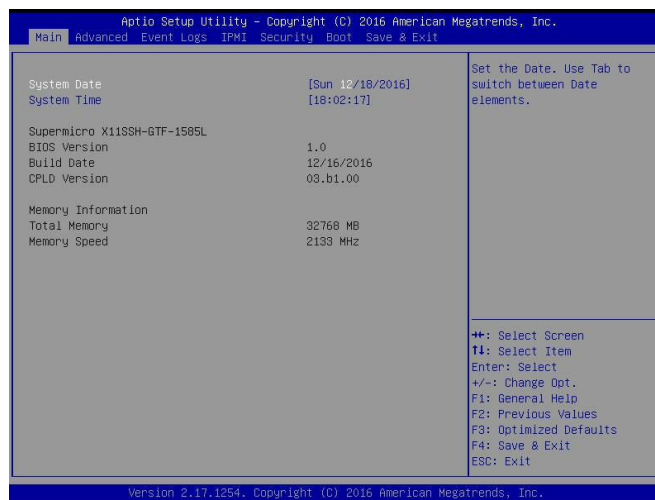 Aptio Setup Utility - Copyright (C) 2016 American Megatrends, Inc.
Main Advanced Event Logs IPMI Security Boot Save & Exit
System Date [Sun 12/18/2016]
System Time [18:02:17]
Supermicro X11SSH-GTF-1585L
BIOS Version 1.0
Build Date 12/16/2016
CPLD Version 03.b1.00
Memory Information
Total Memory 32768 MB
Memory Speed 2133 MHz
Set the Date. Use Tab to
switch between Date
elements.
→←: Select Screen
↑↓: Select Item
Enter: Select
+/-: Change Opt.
F1: General Help
F2: Previous Values
F3: Optimized Defaults
F4: Save & Exit
ESC: Exit
Version 2.17.1254. Copyright (C) 2016 American Megatrends, Inc.